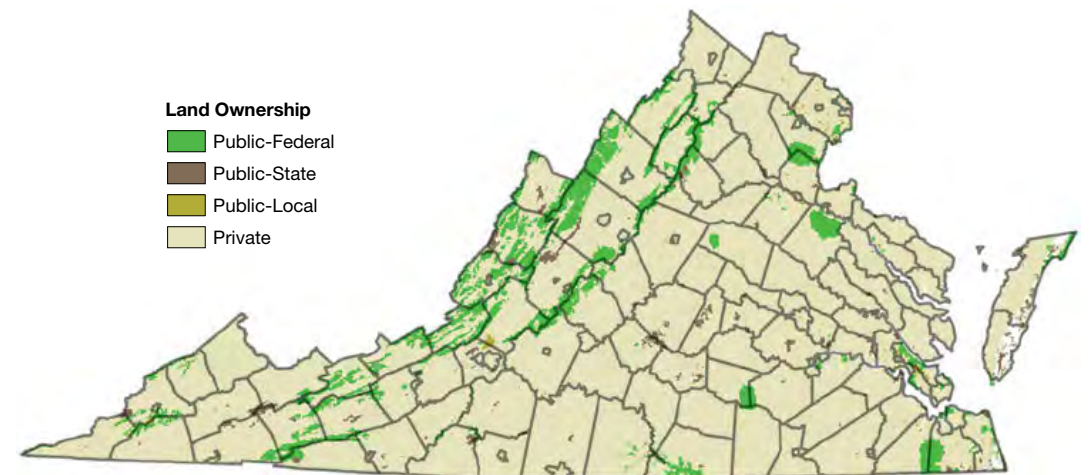 Land Ownership
Public-Federal
Public-State
Public-Local
Private